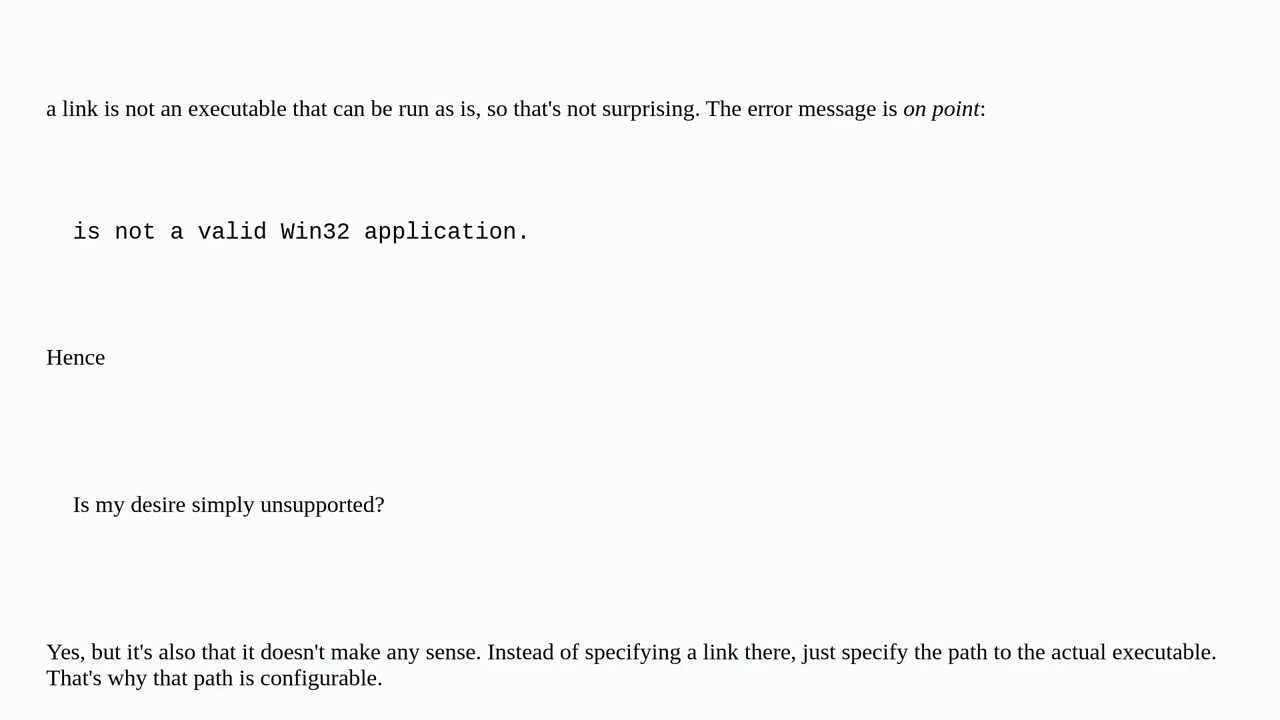 a link is not an executable that can be run as is, so that's not surprising. The error message is on point:
is not a valid Win32 application.
Hence
Is my desire simply unsupported?
Yes, but it's also that it doesn't make any sense. Instead of specifying a link there, just specify the path to the actual executable.
That's why that path is configurable.